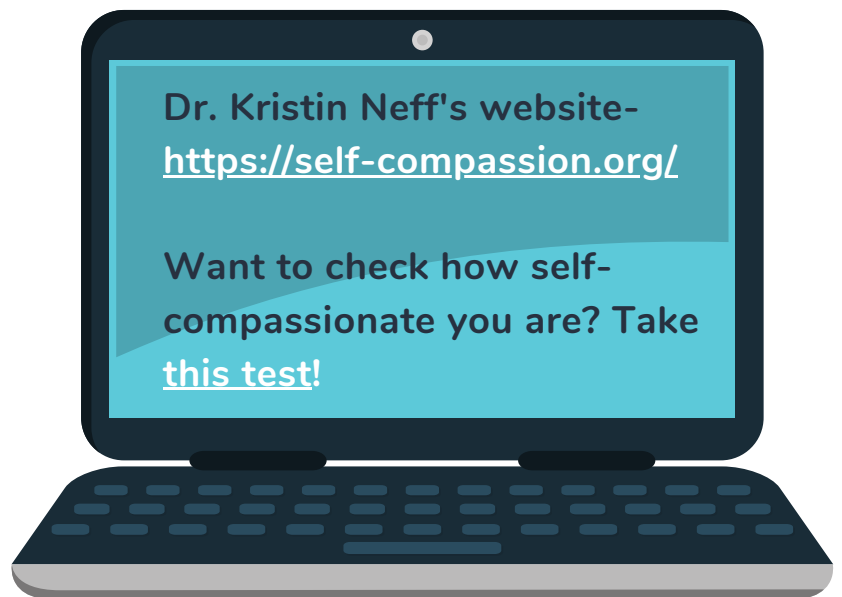 Dr. Kristin Neff's website-
https://self-compassion.org/
Want to check how self-
compassionate you are? Take
this test!